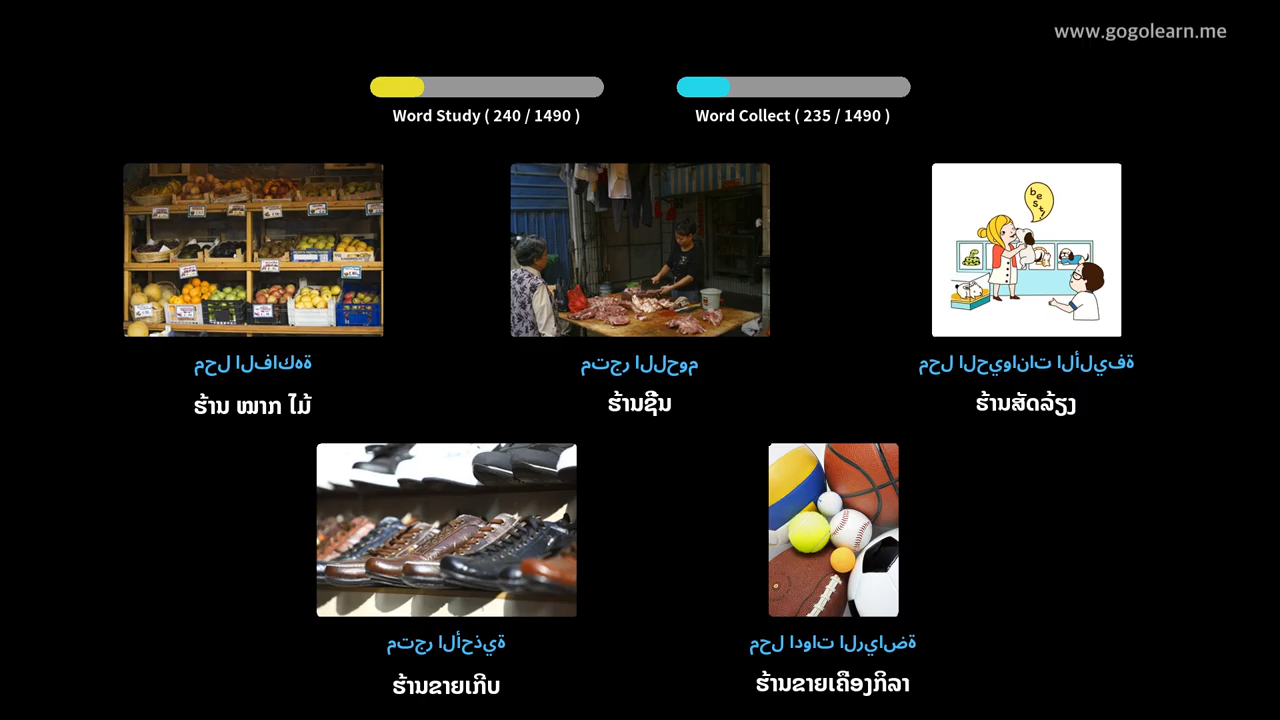 www.gogolearn.me
Word Study ( 240 / 1490 )
Word Collect ( 235 / 1490 )
best
محل الفاكهة
متجر اللحوم
محل الحيوانات الأليفة
ຮ້ານ ໝາກ ໄມ້
ຮ້ານຊີ້ນ
ຮ້ານສັດລ້ຽງ
متجر الأحذية
محل ادوات الرياضة
ຮ້ານຂາຍເກີບ
ຮ້ານຂາຍເຄື່ອງກິລາ